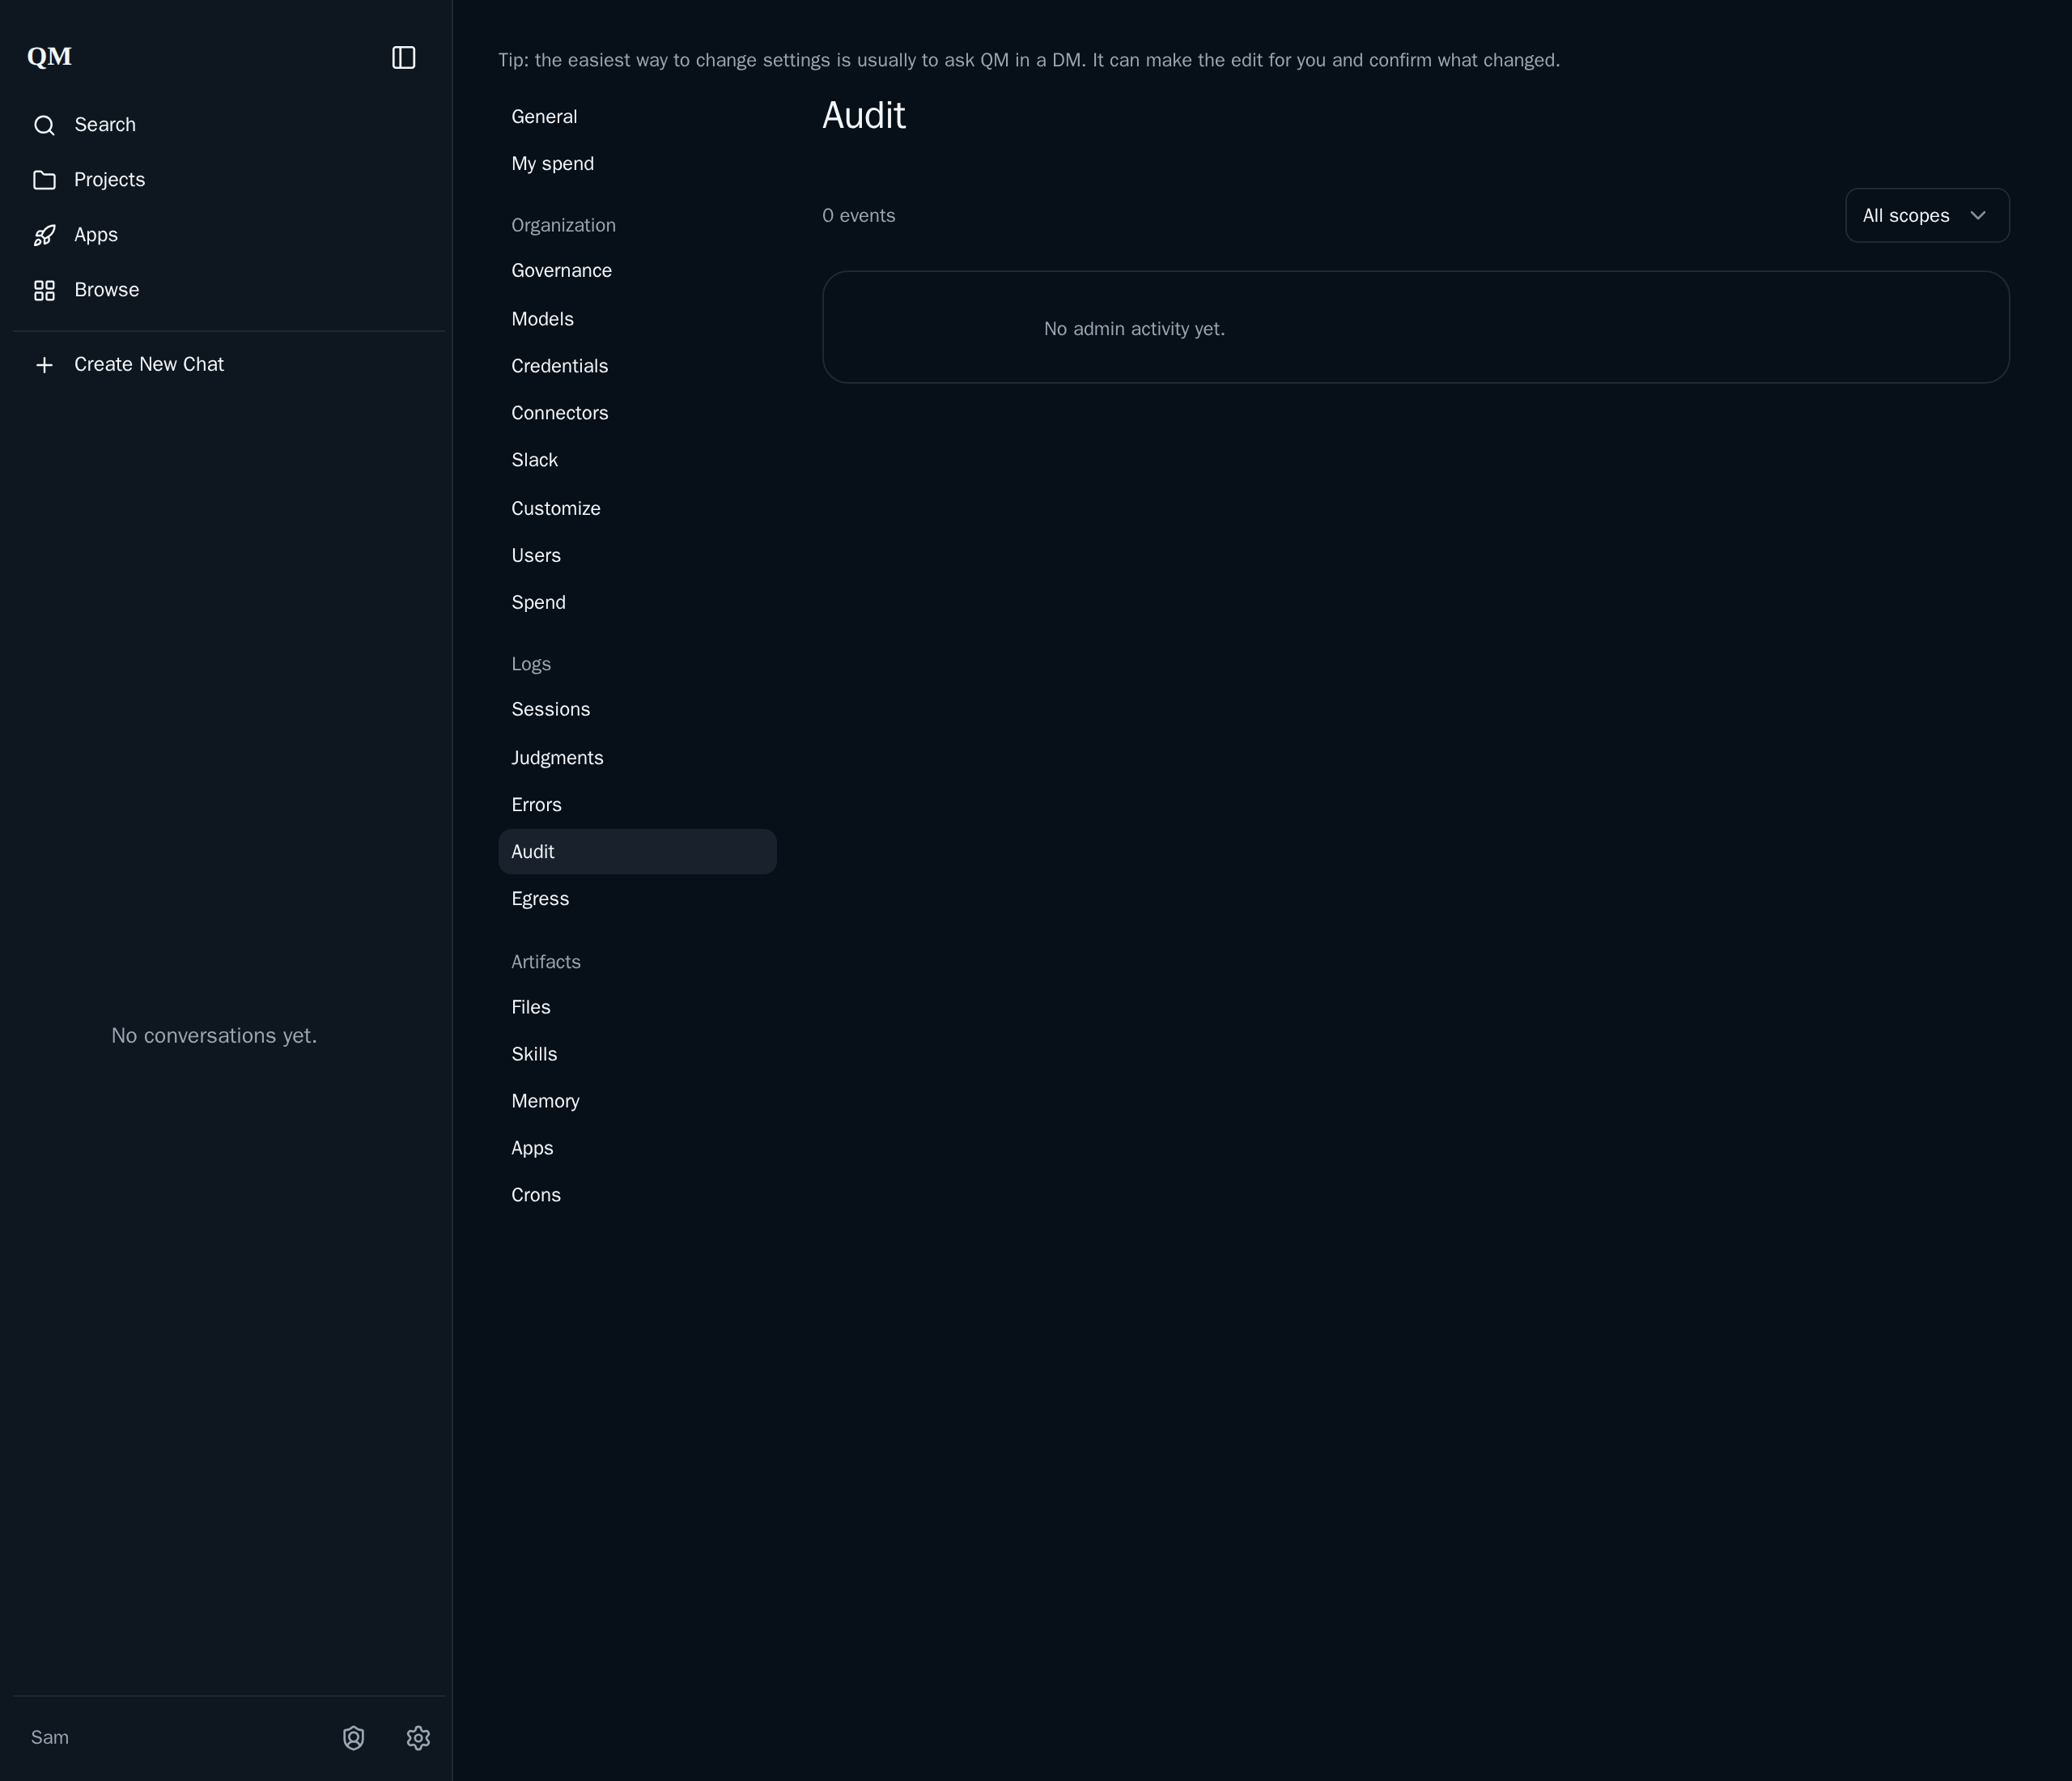 QM
Search
Projects
Apps
Browse
Create New Chat
No conversations yet.
Sam
Tip: the easiest way to change settings is usually to ask QM in a DM. It can make the edit for you and confirm what changed.
General
My spend
Organization
Governance
Models
Credentials
Connectors
Slack
Customize
Users
Spend
Logs
Sessions
Judgments
Errors
Audit
Egress
Artifacts
Files
Skills
Memory
Apps
Crons
Audit
0 events
All scopes
No admin activity yet.